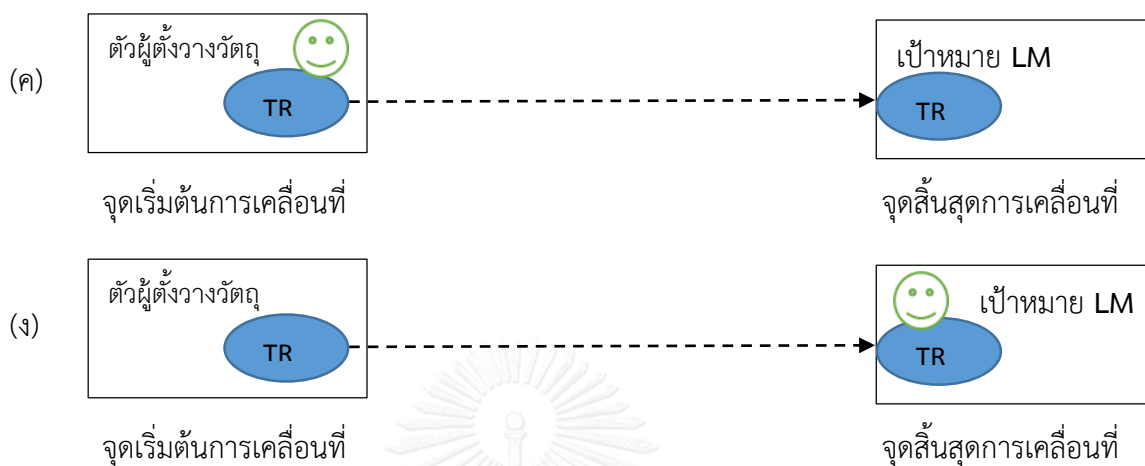 ตัวผู้ตั้งวางวัตถุ
เป้าหมาย LM
(ค)
TR
TR
จุดเริ่มต้นการเคลื่อนที่
จุดสิ้นสุดการเคลื่อนที่
ตัวผู้ตั้งวางวัตถุ
เป้าหมาย LM
(ง)
TR
TR
จุดเริ่มต้นการเคลื่อนที่
จุดสิ้นสุดการเคลื่อนที่